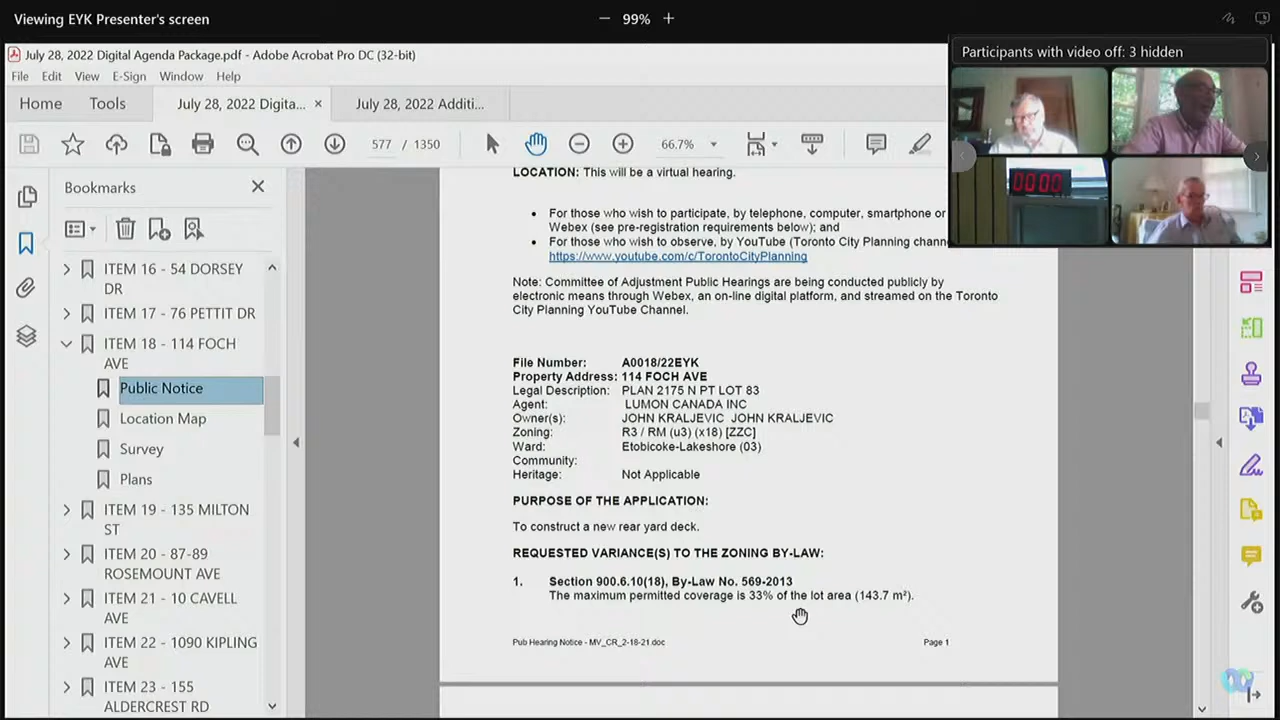 Viewing EYK Presenter's screen
99%
July 28, 2022 Digital Agenda Package.pdf - Adobe Acrobat Pro DC (32-bit)
Participants with video off: 3 hidden
File Edit View E-Sign Window Help
Home Tools July 28, 2022 Digita... × July 28, 2022 Additi...
577 / 1350 66.7%
Bookmarks
ITEM 16 - 54 DORSEY
DR
ITEM 17 - 76 PETTIT DR
ITEM 18 - 114 FOCH
AVE
Public Notice
Location Map
Survey
Plans
ITEM 19 - 135 MILTON
ST
ITEM 20 - 87-89
ROSEMOUNT AVE
ITEM 21 - 10 CAVELL
AVE
ITEM 22 - 1090 KIPLING
AVE
ITEM 23 - 155
ALDERCREST RD
LOCATION: This will be a virtual hearing.
• For those who wish to participate, by telephone, computer, smartphone or
Webex (see pre-registration requirements below); and
• For those who wish to observe, by YouTube (Toronto City Planning chann
https://www.youtube.com/c/TorontoCityPlanning
Note: Committee of Adjustment Public Hearings are being conducted publicly by
electronic means through Webex, an on-line digital platform, and streamed on the Toronto
City Planning YouTube Channel.
File Number: A0018/22EYK
Property Address: 114 FOCH AVE
Legal Description: PLAN 2175 N PT LOT 83
Agent: LUMON CANADA INC
Owner(s): JOHN KRALJEVIC JOHN KRALJEVIC
Zoning: R3 / RM (u3) (x18) [ZZC]
Ward: Etobicoke-Lakeshore (03)
Community:
Heritage: Not Applicable
PURPOSE OF THE APPLICATION:
To construct a new rear yard deck.
REQUESTED VARIANCE(S) TO THE ZONING BY-LAW:
1. Section 900.6.10(18), By-Law No. 569-2013
The maximum permitted coverage is 33% of the lot area (143.7 m²).
Pub Hearing Notice - MV_CR_2-18-21.doc Page 1
00:00